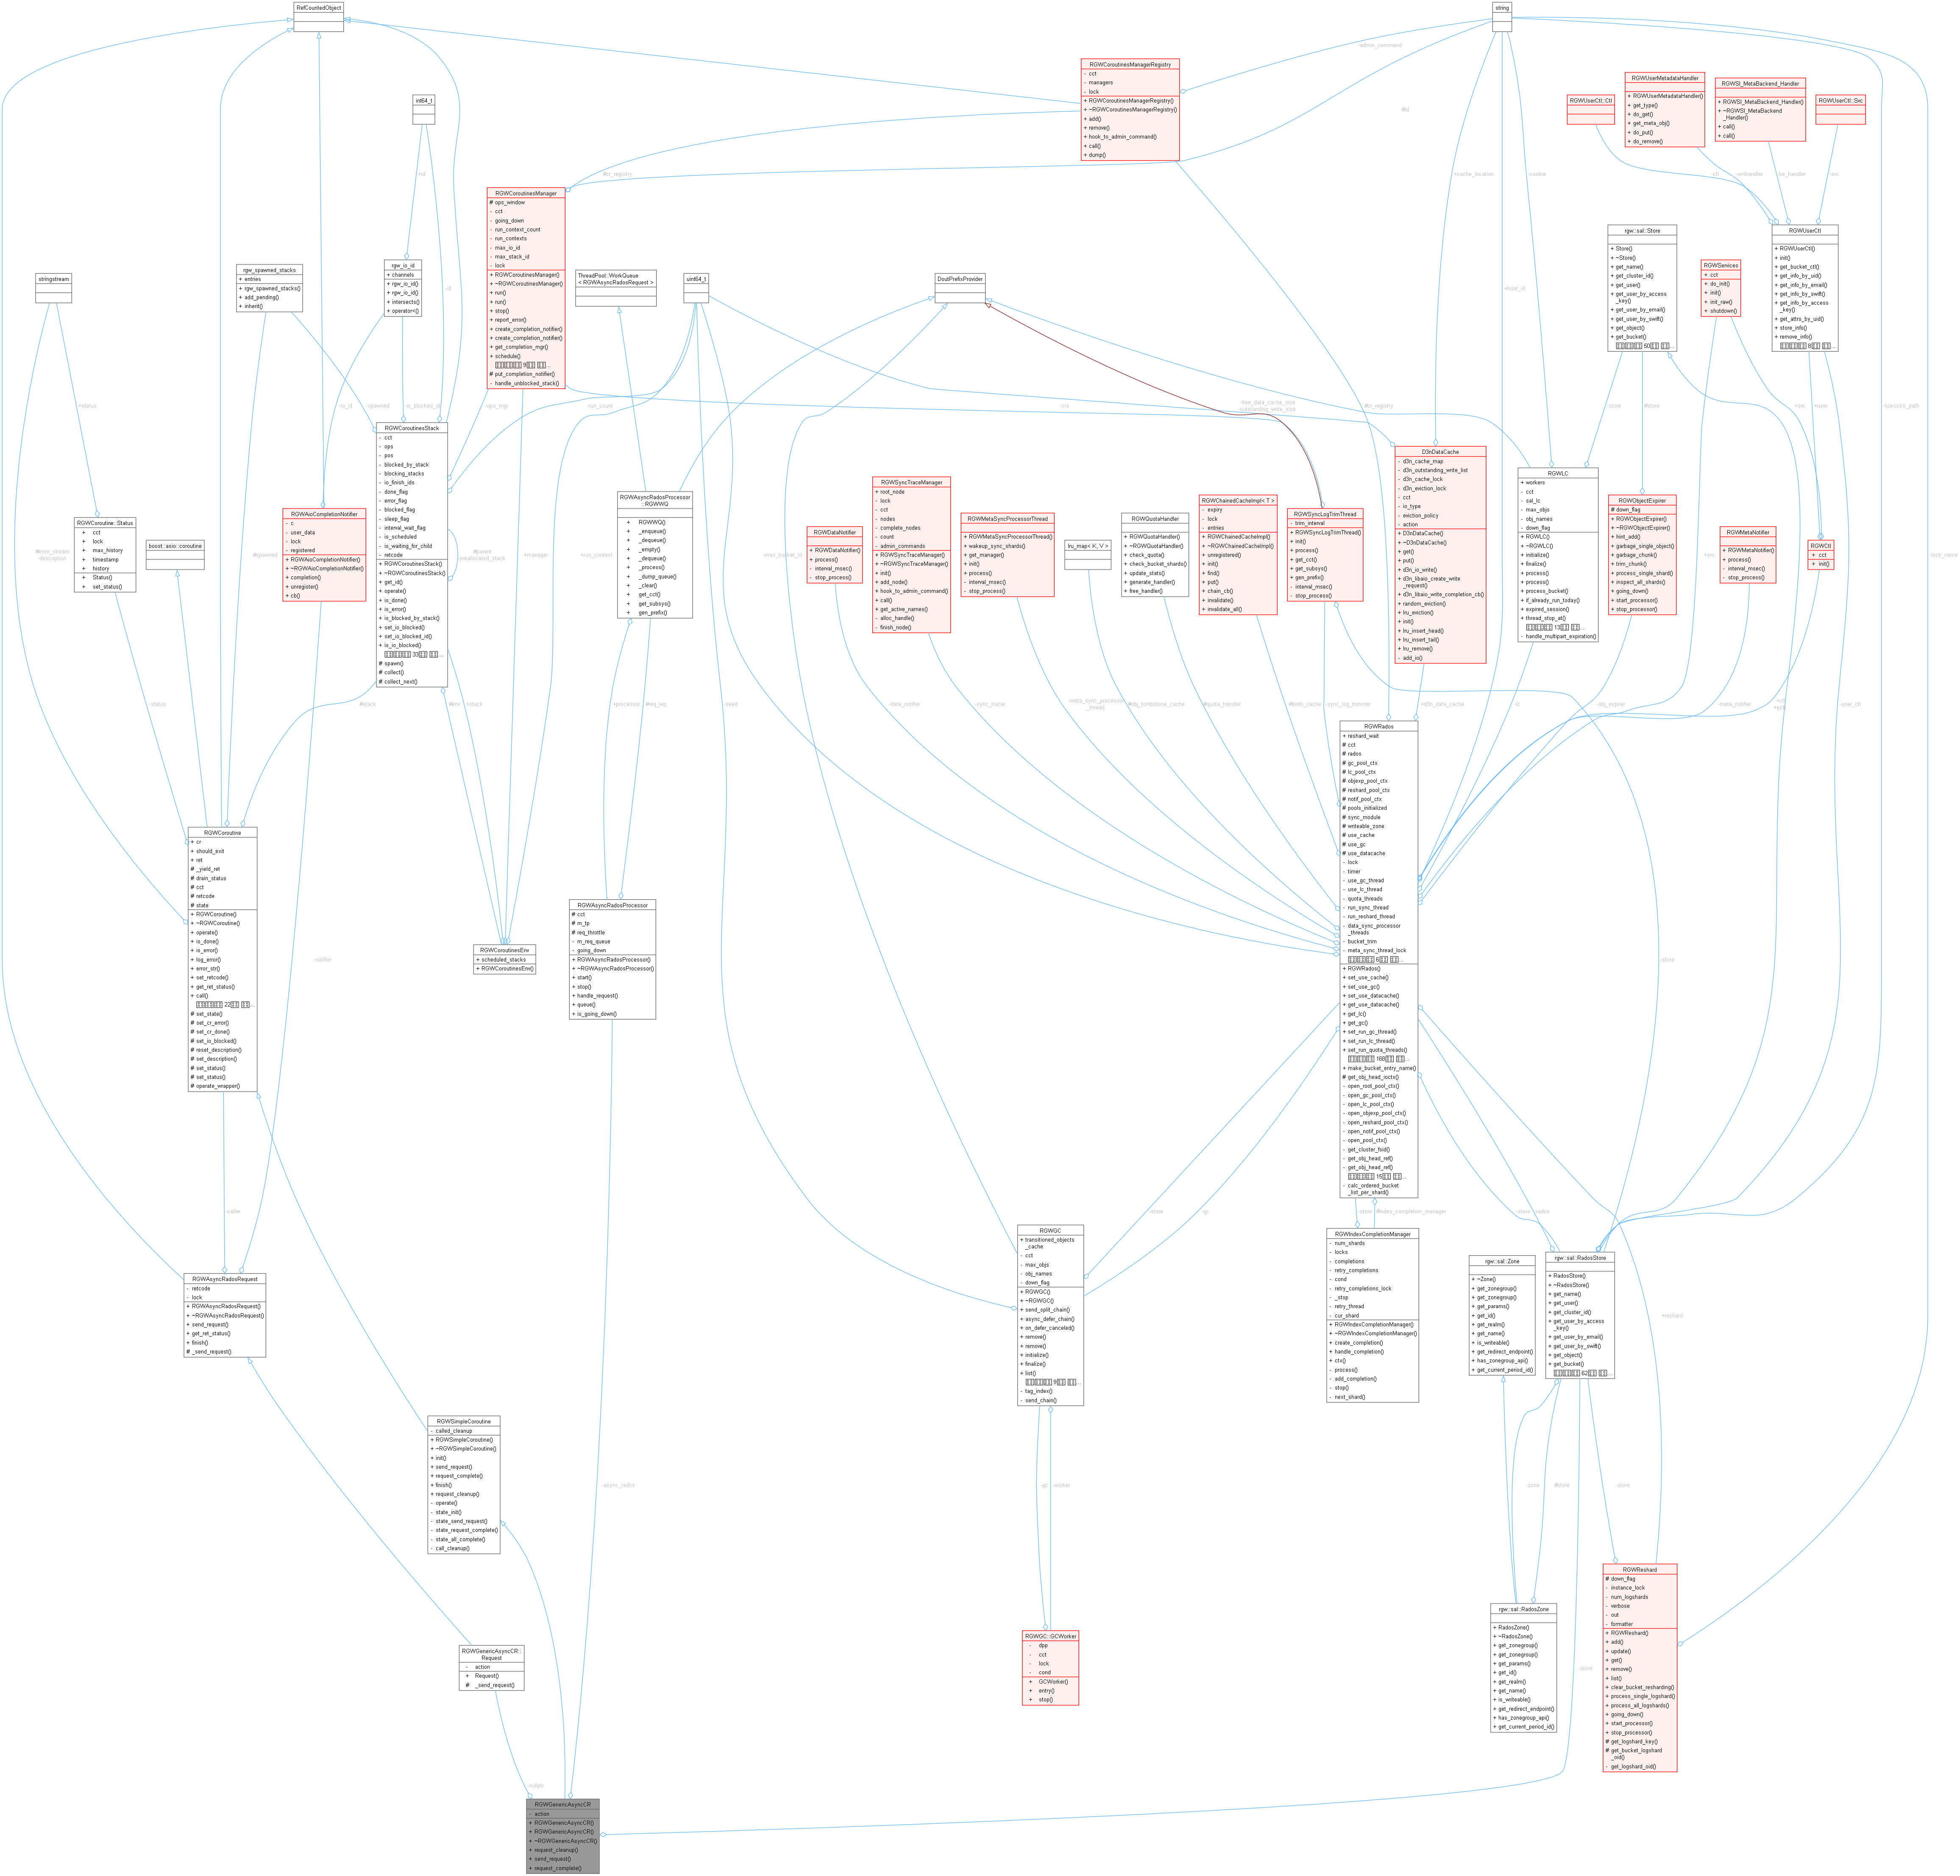 RefCountedObject
string
RGWCoroutinesManagerRegistry
- cct
- managers
- lock
+ RGWCoroutinesManagerRegistry()
+ ~RGWCoroutinesManagerRegistry()
+ add()
+ remove()
+ hook_to_admin_command()
+ call()
+ dump()
-admin_command
RGWUserCtl::Ctl
RGWUserMetadataHandler
+ RGWUserMetadataHandler()
+ get_type()
+ do_get()
+ get_meta_obj()
+ do_put()
+ do_remove()
RGWSI_MetaBackend_Handler
+ RGWSI_MetaBackend_Handler()
+ ~RGWSI_MetaBackend
_Handler()
+ call()
+ call()
RGWUserCtl::Svc
int64_t
RGWCoroutinesManager
# ops_window
- cct
- going_down
- run_context_count
- run_contexts
- max_io_id
- max_stack_id
- lock
+ RGWCoroutinesManager()
+ ~RGWCoroutinesManager()
+ run()
+ run()
+ stop()
+ report_error()
+ create_completion_notifier()
+ create_completion_notifier()
+ get_completion_mgr()
+ schedule()
# put_completion_notifier()
- handle_unblocked_stack()
rgw::sal::Store
+ Store()
+ ~Store()
+ get_name()
+ get_cluster_id()
+ get_user()
+ get_user_by_access
_key()
+ get_user_by_email()
+ get_user_by_swift()
+ get_object()
+ get_bucket()
RGWServices
+ cct
+ do_init()
+ init()
+ init_raw()
+ shutdown()
RGWUserCtl
+ RGWUserCtl()
+ init()
+ get_bucket_ctl()
+ get_info_by_uid()
+ get_info_by_email()
+ get_info_by_swift()
+ get_info_by_access
_key()
+ get_attrs_by_uid()
+ store_info()
+ remove_info()
stringstream
rgw_spawned_stacks
+ entries
+ rgw_spawned_stacks()
+ add_pending()
+ inherit()
rgw_io_id
+ channels
+ rgw_io_id()
+ rgw_io_id()
+ intersects()
+ operator<()
ThreadPool::WorkQueue
< RGWAsyncRadosRequest >
uint64_t
DoutPrefixProvider
RGWCoroutinesStack
- cct
- ops
- pos
- blocked_by_stack
- blocking_stacks
- io_finish_ids
- done_flag
- error_flag
- blocked_flag
- sleep_flag
- interval_wait_flag
- is_scheduled
- is_waiting_for_child
- retcode
+ RGWCoroutinesStack()
+ ~RGWCoroutinesStack()
+ get_id()
+ operate()
+ is_done()
+ is_error()
+ is_blocked_by_stack()
+ set_io_blocked()
+ set_io_blocked_id()
+ is_io_blocked()
# spawn()
# collect()
# collect_next()
RGWCoroutine::Status
+ cct
+ lock
+ max_history
+ timestamp
+ history
+ Status()
+ set_status()
boost::asio::coroutine
RGWAioCompletionNotifier
- c
- user_data
- lock
- registered
+ RGWAioCompletionNotifier()
+ ~RGWAioCompletionNotifier()
+ completion()
+ unregister()
+ cb()
RGWAsyncRadosProcessor
::RGWWQ
+ RGWWQ()
+ _enqueue()
+ _dequeue()
+ _empty()
+ _dequeue()
+ _process()
+ _dump_queue()
+ _clear()
+ get_cct()
+ get_subsys()
+ gen_prefix()
RGWDataNotifier
+ RGWDataNotifier()
+ process()
- interval_msec()
- stop_process()
RGWSyncTraceManager
+ root_node
- lock
- cct
- nodes
- complete_nodes
- count
- admin_commands
+ RGWSyncTraceManager()
+ ~RGWSyncTraceManager()
+ init()
+ add_node()
+ hook_to_admin_command()
+ call()
+ get_active_names()
- alloc_handle()
- finish_node()
RGWMetaSyncProcessorThread
+ RGWMetaSyncProcessorThread()
+ wakeup_sync_shards()
+ get_manager()
+ init()
+ process()
- interval_msec()
- stop_process()
lru_map< K, V >
RGWQuotaHandler
+ RGWQuotaHandler()
+ ~RGWQuotaHandler()
+ check_quota()
+ check_bucket_shards()
+ update_stats()
+ generate_handler()
+ free_handler()
RGWChainedCacheImpl< T >
- expiry
- lock
- entries
+ RGWChainedCacheImpl()
+ ~RGWChainedCacheImpl()
+ unregistered()
+ init()
+ find()
+ put()
+ chain_cb()
+ invalidate()
+ invalidate_all()
RGWSyncLogTrimThread
- trim_interval
+ RGWSyncLogTrimThread()
+ init()
+ process()
+ get_cct()
+ get_subsys()
+ gen_prefix()
- interval_msec()
- stop_process()
D3nDataCache
- d3n_cache_map
- d3n_outstanding_write_list
- d3n_cache_lock
- d3n_eviction_lock
- cct
- io_type
- eviction_policy
- action
+ D3nDataCache()
+ ~D3nDataCache()
+ get()
+ put()
+ d3n_io_write()
+ d3n_libaio_create_write
_request()
+ d3n_libaio_write_completion_cb()
+ random_eviction()
+ lru_eviction()
+ init()
+ lru_insert_head()
+ lru_insert_tail()
+ lru_remove()
- add_io()
RGWLC
+ workers
- cct
- sal_lc
- max_objs
- obj_names
- down_flag
+ RGWLC()
+ ~RGWLC()
+ initialize()
+ finalize()
+ process()
+ process()
+ process_bucket()
+ if_already_run_today()
+ expired_session()
+ thread_stop_at()
- handle_multipart_expiration()
RGWObjectExpirer
# down_flag
+ RGWObjectExpirer()
+ ~RGWObjectExpirer()
+ hint_add()
+ garbage_single_object()
+ garbage_chunk()
+ trim_chunk()
+ process_single_shard()
+ inspect_all_shards()
+ going_down()
+ start_processor()
+ stop_processor()
RGWMetaNotifier
+ RGWMetaNotifier()
+ process()
- interval_msec()
- stop_process()
RGWCtl
+ cct
+ init()
RGWRados
+ reshard_wait
# cct
# rados
# gc_pool_ctx
# lc_pool_ctx
# objexp_pool_ctx
# reshard_pool_ctx
# notif_pool_ctx
# pools_initialized
# sync_module
# writeable_zone
# use_cache
# use_gc
# use_datacache
- lock
- timer
- use_gc_thread
- use_lc_thread
- quota_threads
- run_sync_thread
- run_reshard_thread
- data_sync_processor
_threads
- bucket_trim
- meta_sync_thread_lock
+ RGWRados()
+ set_use_cache()
+ set_use_gc()
+ set_use_datacache()
+ get_use_datacache()
+ get_lc()
+ get_gc()
+ set_run_gc_thread()
+ set_run_lc_thread()
+ set_run_quota_threads()
+ make_bucket_entry_name()
# get_obj_head_ioctx()
- open_root_pool_ctx()
- open_gc_pool_ctx()
- open_lc_pool_ctx()
- open_objexp_pool_ctx()
- open_reshard_pool_ctx()
- open_notif_pool_ctx()
- open_pool_ctx()
- get_cluster_fsid()
- get_obj_head_ref()
- get_obj_head_ref()
- calc_ordered_bucket
_list_per_shard()
RGWCoroutine
+ cr
+ should_exit
+ ret
# _yield_ret
# drain_status
# cct
# retcode
# state
+ RGWCoroutine()
+ ~RGWCoroutine()
+ operate()
+ is_done()
+ is_error()
+ log_error()
+ error_str()
+ set_retcode()
+ get_ret_status()
+ call()
# set_state()
# set_cr_error()
# set_cr_done()
# set_io_blocked()
# reset_description()
# set_description()
# set_status()
# set_status()
# operate_wrapper()
RGWCoroutinesEnv
+ scheduled_stacks
+ RGWCoroutinesEnv()
RGWAsyncRadosProcessor
# cct
# m_tp
# req_throttle
- m_req_queue
- going_down
+ RGWAsyncRadosProcessor()
+ ~RGWAsyncRadosProcessor()
+ start()
+ stop()
+ handle_request()
+ queue()
+ is_going_down()
RGWGC
+ transitioned_objects
_cache
- cct
- max_objs
- obj_names
- down_flag
+ RGWGC()
+ ~RGWGC()
+ send_split_chain()
+ async_defer_chain()
+ on_defer_canceled()
+ remove()
+ remove()
+ initialize()
+ finalize()
+ list()
- tag_index()
- send_chain()
RGWIndexCompletionManager
- num_shards
- locks
- completions
- retry_completions
- cond
- retry_completions_lock
- _stop
- retry_thread
- cur_shard
+ RGWIndexCompletionManager()
+ ~RGWIndexCompletionManager()
+ create_completion()
+ handle_completion()
+ ctx()
- process()
- add_completion()
- stop()
- next_shard()
rgw::sal::Zone
+ ~Zone()
+ get_zonegroup()
+ get_zonegroup()
+ get_params()
+ get_id()
+ get_realm()
+ get_name()
+ is_writeable()
+ get_redirect_endpoint()
+ has_zonegroup_api()
+ get_current_period_id()
rgw::sal::RadosStore
+ RadosStore()
+ ~RadosStore()
+ get_name()
+ get_user()
+ get_cluster_id()
+ get_user_by_access
_key()
+ get_user_by_email()
+ get_user_by_swift()
+ get_object()
+ get_bucket()
RGWAsyncRadosRequest
- retcode
- lock
+ RGWAsyncRadosRequest()
+ ~RGWAsyncRadosRequest()
+ send_request()
+ get_ret_status()
+ finish()
# _send_request()
RGWSimpleCoroutine
- called_cleanup
+ RGWSimpleCoroutine()
+ ~RGWSimpleCoroutine()
+ init()
+ send_request()
+ request_complete()
+ finish()
+ request_cleanup()
- operate()
- state_init()
- state_send_request()
- state_request_complete()
- state_all_complete()
- call_cleanup()
RGWReshard
# down_flag
- instance_lock
- num_logshards
- verbose
- out
- formatter
+ RGWReshard()
+ add()
+ update()
+ get()
+ remove()
+ list()
+ clear_bucket_resharding()
+ process_single_logshard()
+ process_all_logshards()
+ going_down()
+ start_processor()
+ stop_processor()
# get_logshard_key()
# get_bucket_logshard
_oid()
- get_logshard_oid()
rgw::sal::RadosZone
+ RadosZone()
+ ~RadosZone()
+ get_zonegroup()
+ get_zonegroup()
+ get_params()
+ get_id()
+ get_realm()
+ get_name()
+ is_writeable()
+ get_redirect_endpoint()
+ has_zonegroup_api()
+ get_current_period_id()
RGWGC::GCWorker
- dpp
- cct
- lock
- cond
+ GCWorker()
+ entry()
+ stop()
RGWGenericAsyncCR::
Request
- action
+ Request()
# _send_request()
RGWGenericAsyncCR
- action
+ RGWGenericAsyncCR()
+ RGWGenericAsyncCR()
+ ~RGWGenericAsyncCR()
+ request_cleanup()
+ send_request()
+ request_complete()